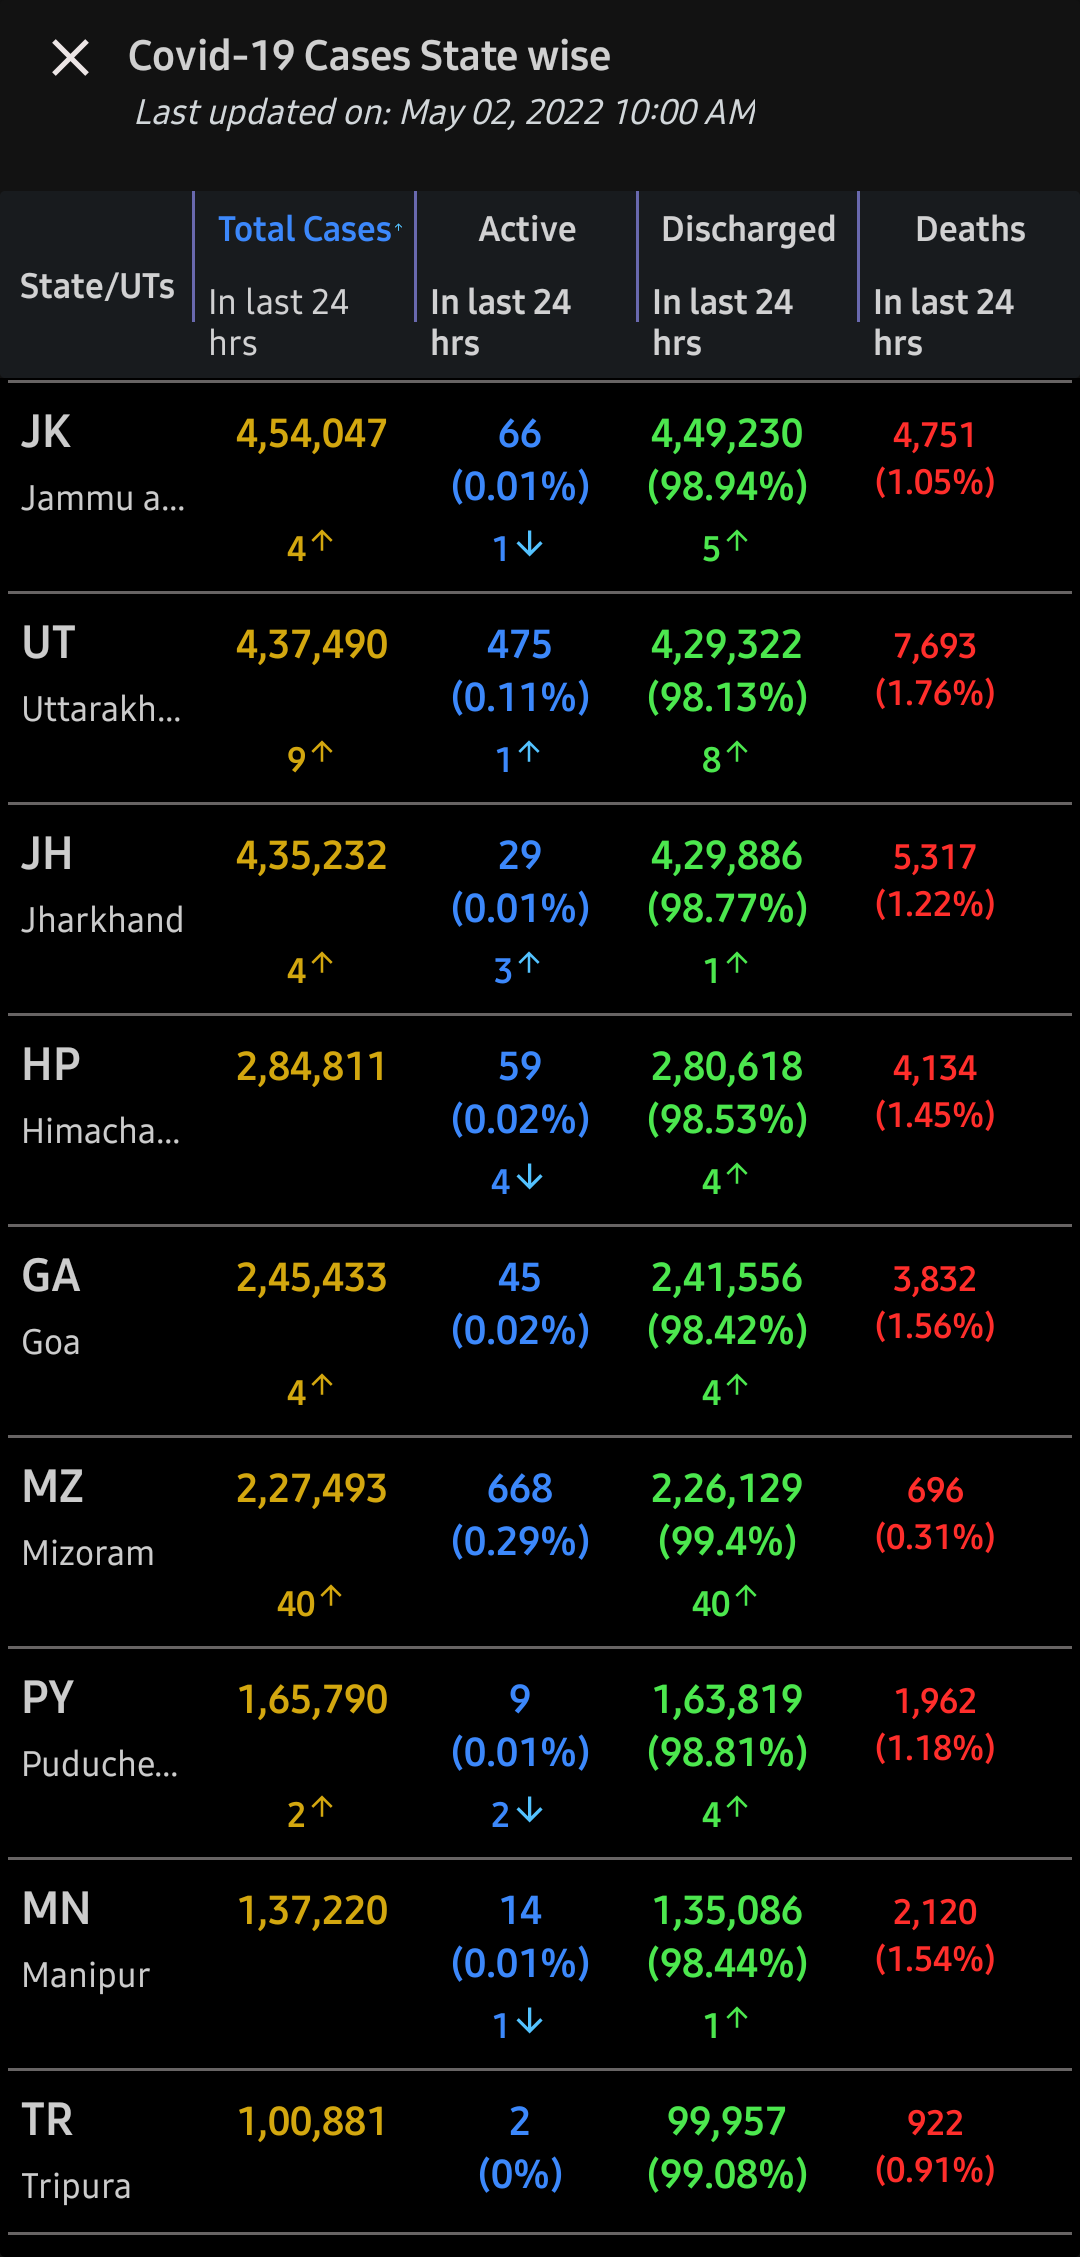 Covid-19 Cases State wise
Last updated on: May 02, 2022 10:00 AM
State/UTs
Total Cases↑
In last 24
hrs
Active
In last 24
hrs
Discharged
In last 24
hrs
Deaths
In last 24
hrs
JK 4,54,047 66 4,49,230 4,751
(0.01%) (98.94%) (1.05%)
Jammu a...
4↑ 1↓ 5↑
UT 4,37,490 475 4,29,322 7,693
(0.11%) (98.13%) (1.76%)
Uttarakh...
9↑ 1↑ 8↑
JH 4,35,232 29 4,29,886 5,317
(0.01%) (98.77%) (1.22%)
Jharkhand
4↑ 3↑ 1↑
HP 2,84,811 59 2,80,618 4,134
(0.02%) (98.53%) (1.45%)
Himacha...
4↓ 4↑
GA 2,45,433 45 2,41,556 3,832
(0.02%) (98.42%) (1.56%)
Goa
4↑ 4↑
MZ 2,27,493 668 2,26,129 696
(0.29%) (99.4%) (0.31%)
Mizoram
40↑ 40↑
PY 1,65,790 9 1,63,819 1,962
(0.01%) (98.81%) (1.18%)
Puduche...
2↑ 2↓ 4↑
MN 1,37,220 14 1,35,086 2,120
(0.01%) (98.44%) (1.54%)
Manipur
1↓ 1↑
TR 1,00,881 2 99,957 922
(0%) (99.08%) (0.91%)
Tripura